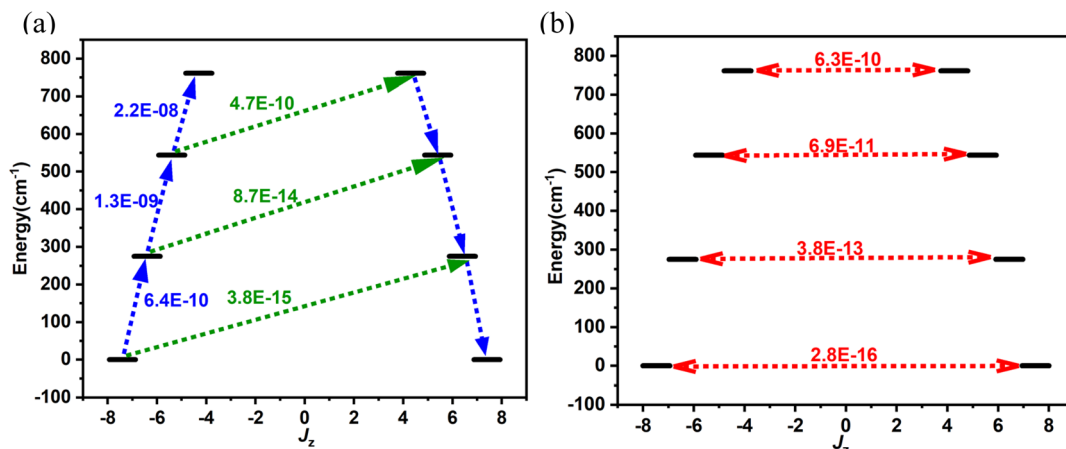 (a)
800
700
600
500
400
300
200
100
0
-100
Energy(cm⁻¹)
2.2E-08
4.7E-10
1.3E-09
8.7E-14
6.4E-10
3.8E-15
-8 -6 -4 -2 0 2 4 6 8
Jz
(b)
800
700
600
500
400
300
200
100
0
-100
Energy(cm⁻¹)
6.3E-10
6.9E-11
3.8E-13
2.8E-16
-8 -6 -4 -2 0 2 4 6 8
J